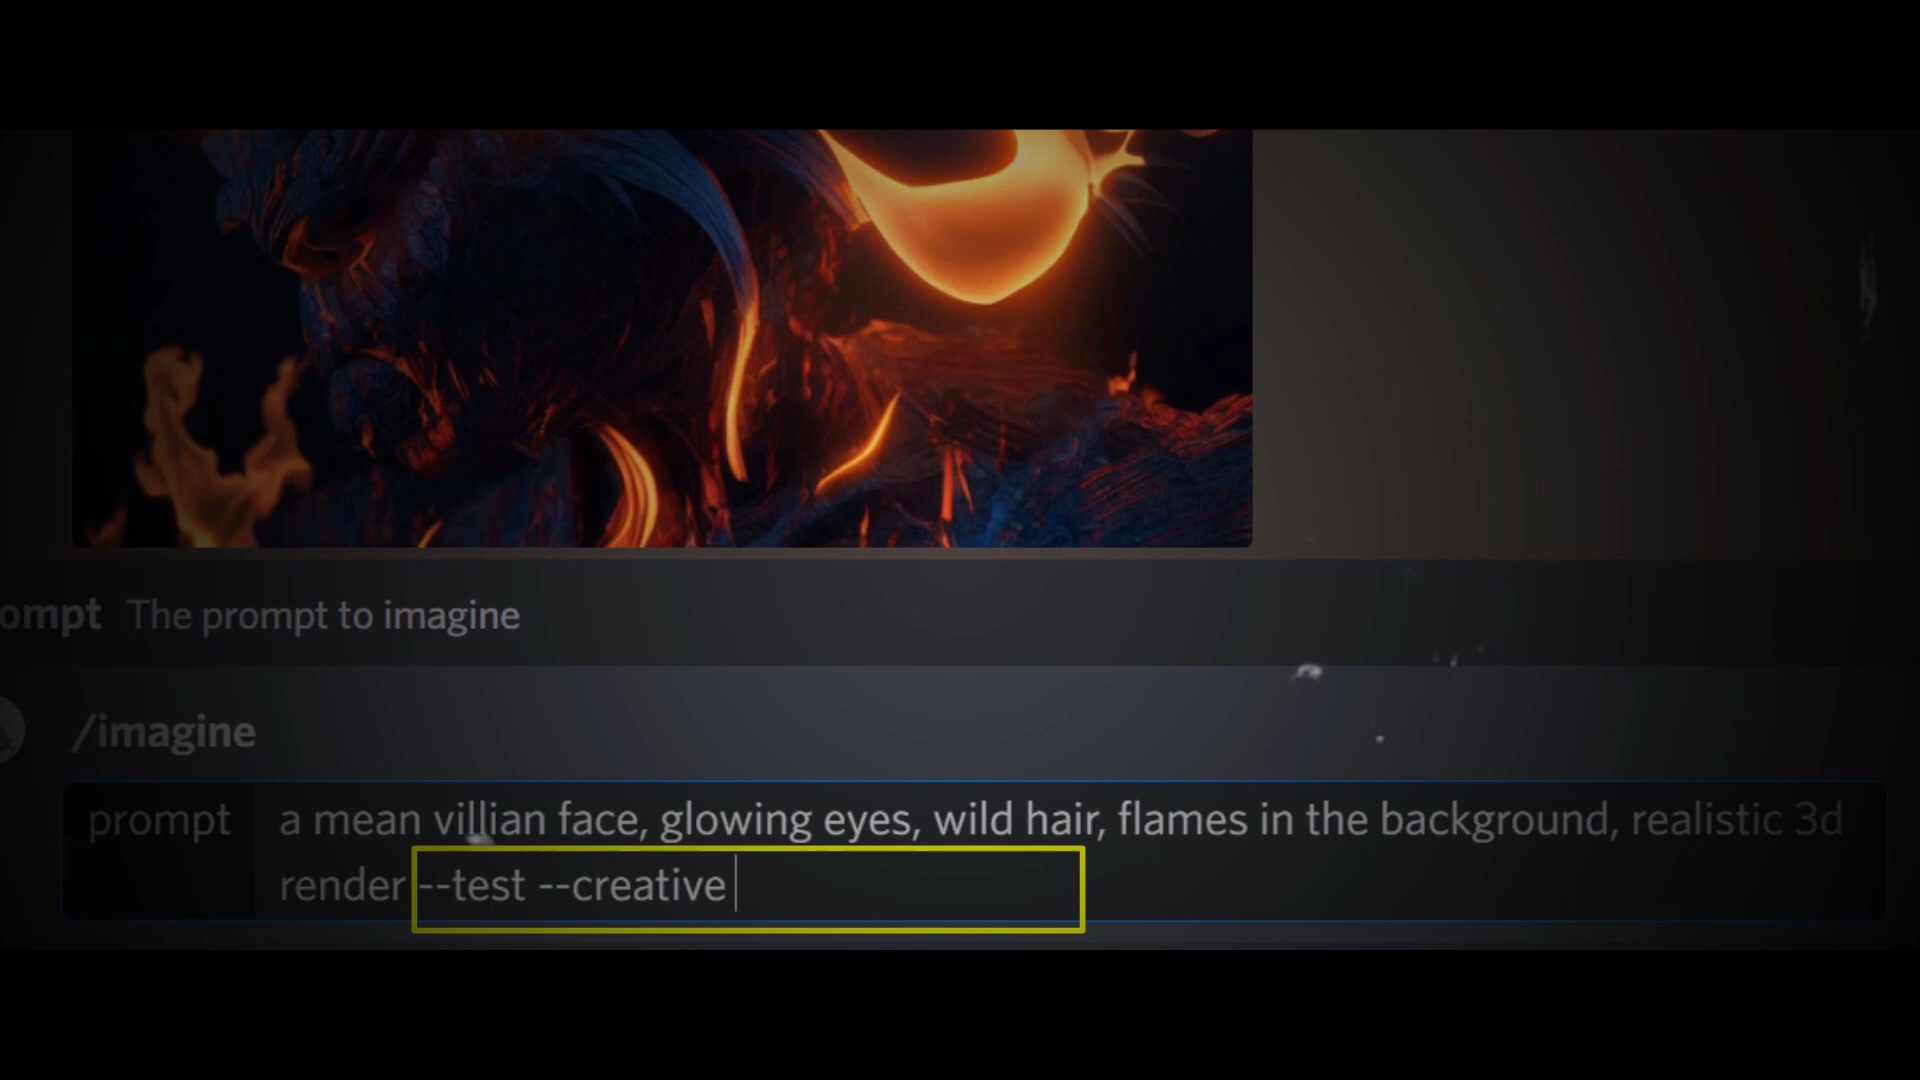 ompt The prompt to imagine
/imagine
prompt a mean villian face, glowing eyes, wild hair, flames in the background, realistic 3d
render --test --creative